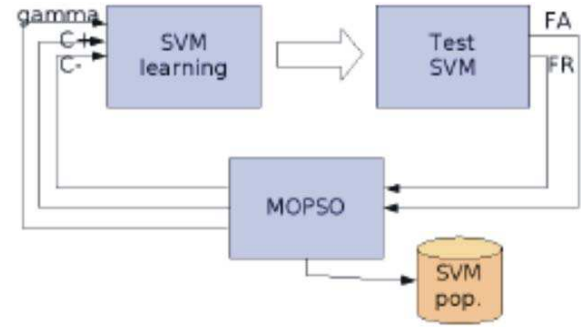 gamma
C+
C-
SVM
learning
Test
SVM
FA
FR
MOPSO
SVM
pop.